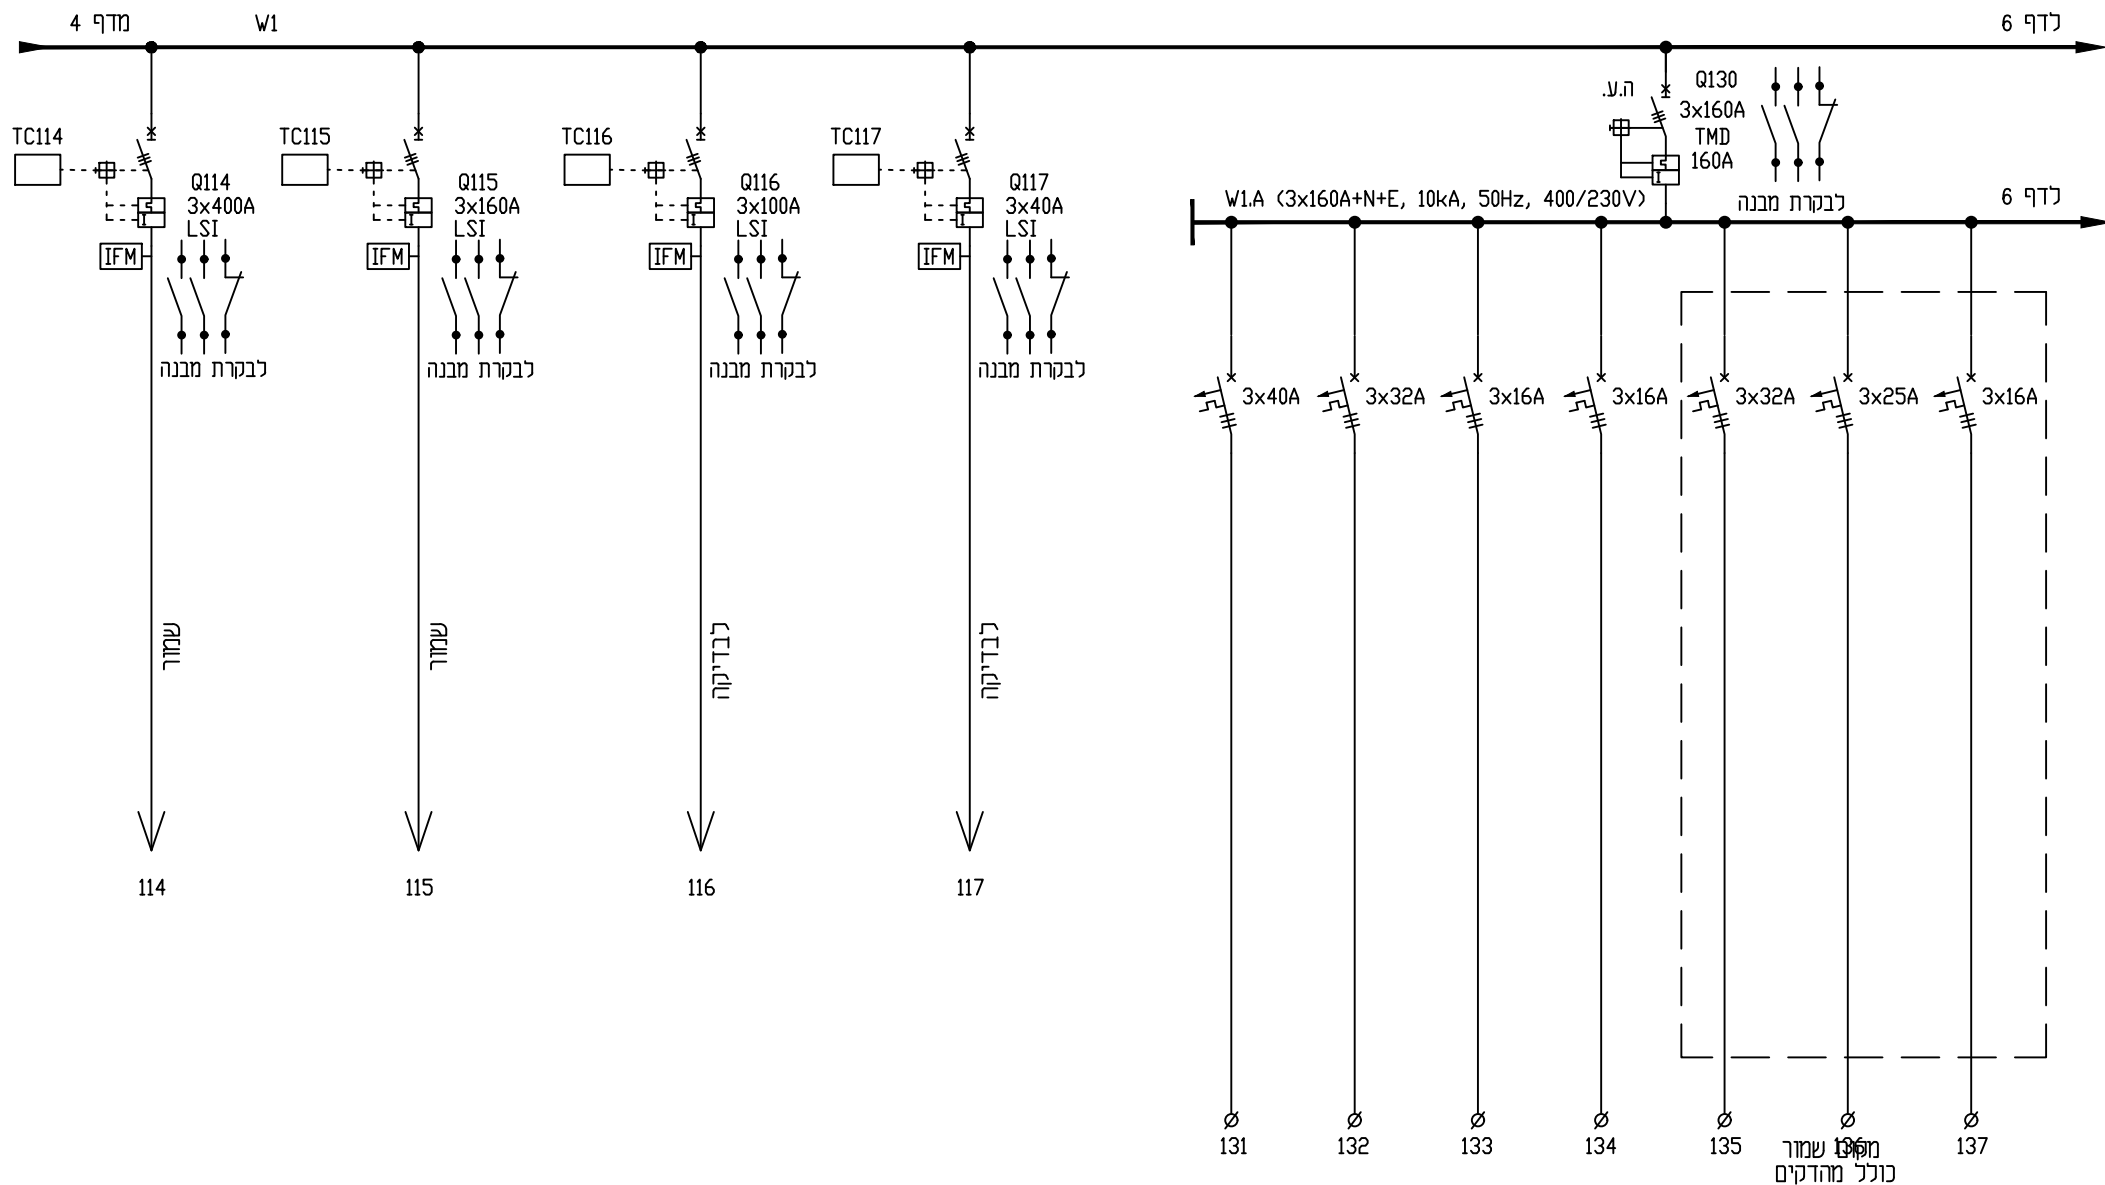 מדף 4
W1
לדף 6
TC114
Q114
3x400A
LSI
IFM
לבקרת מבנה
שמור
114
TC115
Q115
3x160A
LSI
IFM
לבקרת מבנה
שמור
115
TC116
Q116
3x100A
LSI
IFM
לבקרת מבנה
לבדיקה
116
TC117
Q117
3x40A
LSI
IFM
לבקרת מבנה
לבדיקה
117
ה.ע.
Q130
3x160A
TMD
160A
לבקרת מבנה
W1.A (3x160A+N+E, 10kA, 50Hz, 400/230V)
לדף 6
3x40A
3x32A
3x16A
3x16A
3x32A
3x25A
3x16A
131
132
133
134
135
136
137
מקום שמור
כולל מהדקים